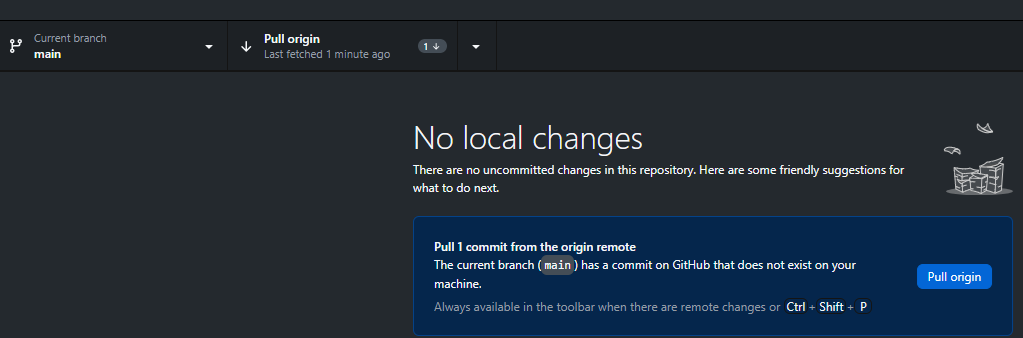 Current branch
main
Pull origin
Last fetched 1 minute ago
1
No local changes
There are no uncommitted changes in this repository. Here are some friendly suggestions for
what to do next.
Pull 1 commit from the origin remote
The current branch (main) has a commit on GitHub that does not exist on your
machine.
Pull origin
Always available in the toolbar when there are remote changes or Ctrl + Shift + P